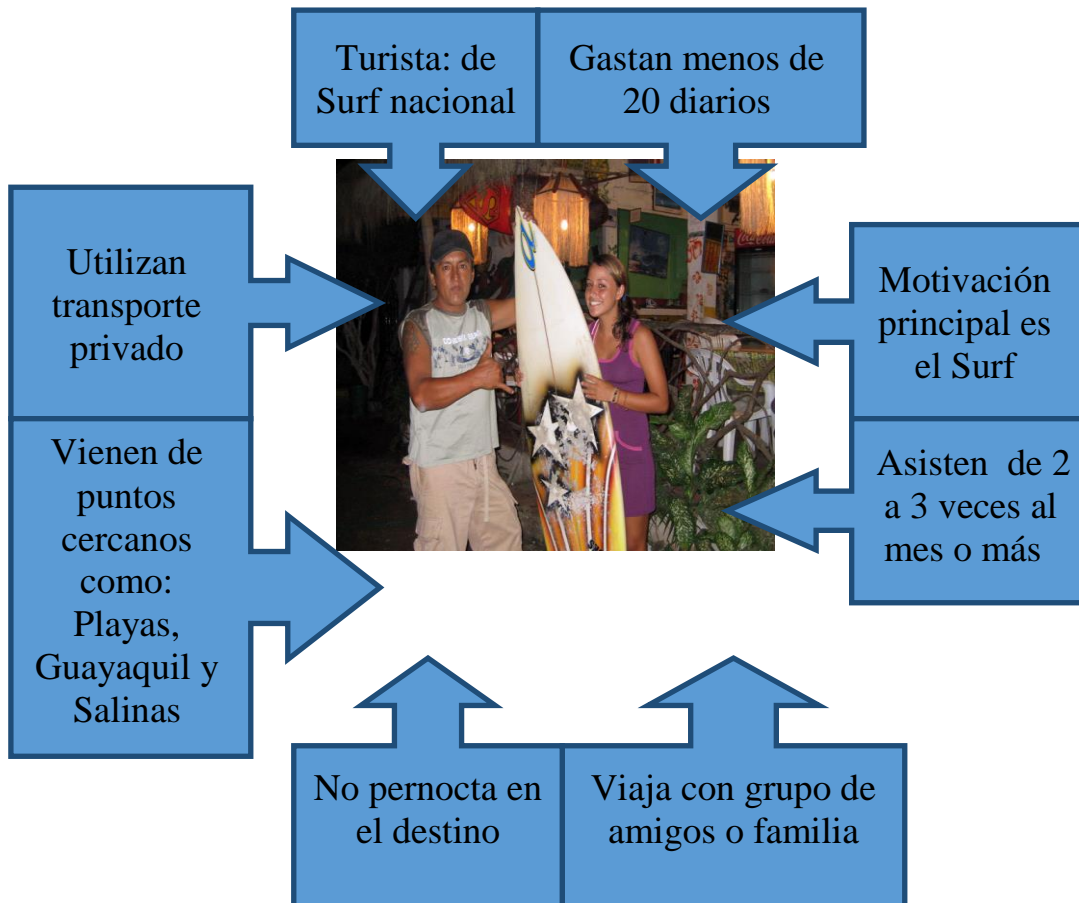 Turista: de
Surf nacional
Gastan menos de
20 diarios
Utilizan
transporte
privado
Motivación
principal es
el Surf
Vienen de
puntos
cercanos
como:
Playas,
Guayaquil y
Salinas
Asisten de 2
a 3 veces al
mes o más
No pernocta en
el destino
Viaja con grupo de
amigos o familia